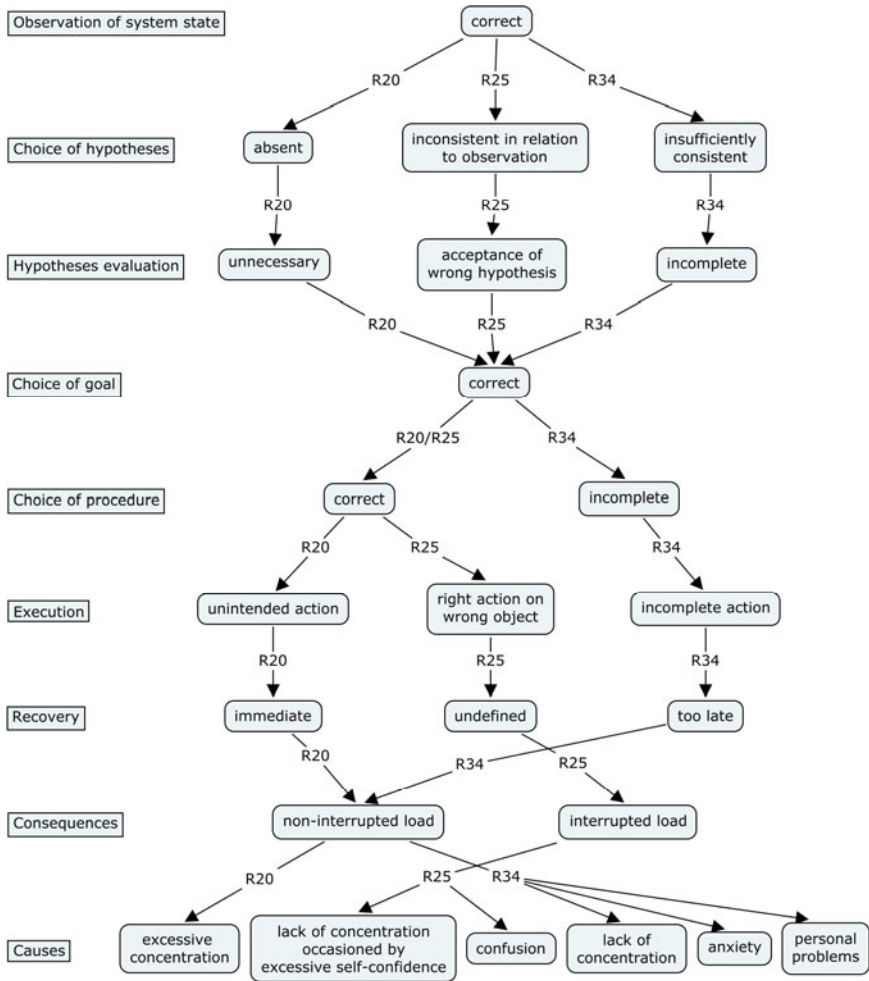 Observation of system state
correct
R20
R25
R34
Choice of hypotheses
absent
inconsistent in relation
to observation
insufficiently
consistent
R20
R25
R34
Hypotheses evaluation
unnecessary
acceptance of
wrong hypothesis
incomplete
R20
R25
R34
Choice of goal
correct
R20/R25
R34
Choice of procedure
correct
incomplete
R20
R25
R34
Execution
unintended action
right action on
wrong object
incomplete action
R20
R25
R34
Recovery
immediate
undefined
too late
R20
R34
R25
Consequences
non-interrupted load
interrupted load
R20
R25
R34
Causes
excessive
concentration
lack of concentration
occasioned by
excessive self-confidence
confusion
lack of
concentration
anxiety
personal
problems